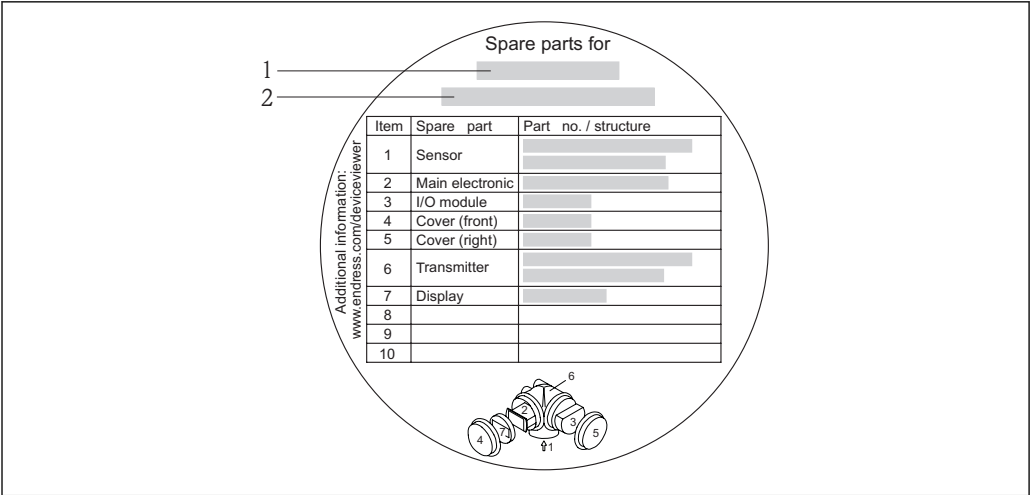 Spare parts for
1
2
Item Spare part Part no. / structure
1 Sensor
2 Main electronic
3 I/O module
4 Cover (front)
5 Cover (right)
6 Transmitter
7 Display
8
9
10
Additional information:
www.endress.com/deviceviewer
6
2
3
4
7
5
1